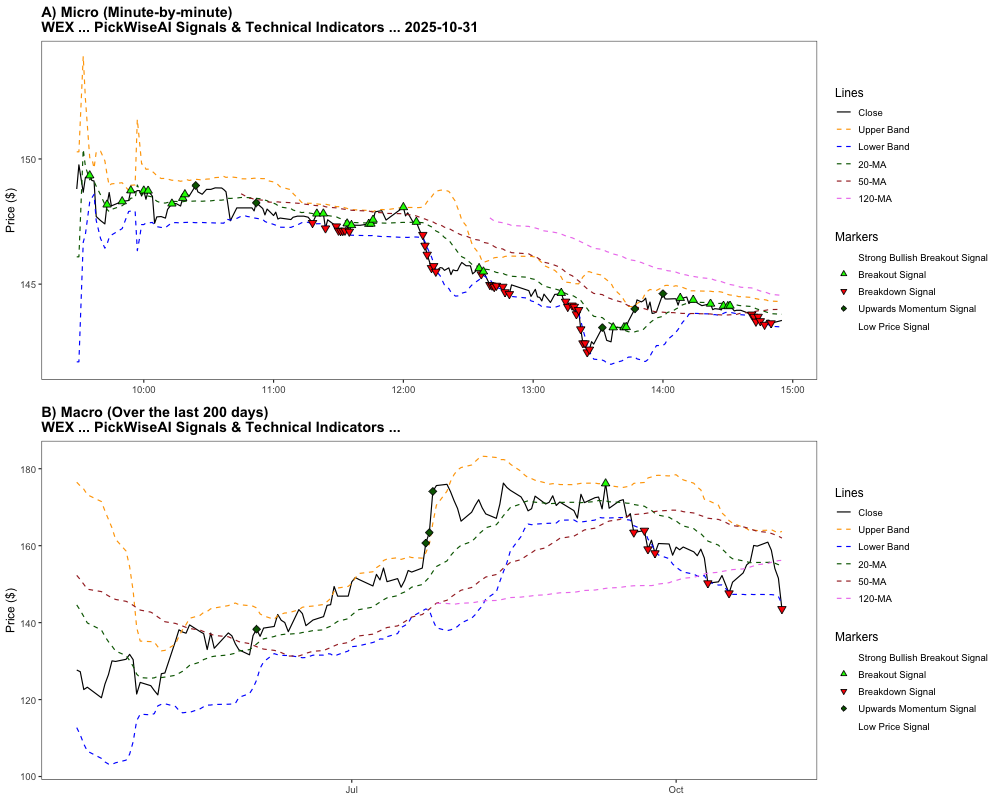 A) Micro (Minute-by-minute)
WEX ... PickWiseAI Signals & Technical Indicators ... 2025-10-31
Price ($)
150
145
10:00
11:00
12:00
13:00
14:00
15:00
Lines
Close
Upper Band
Lower Band
20-MA
50-MA
120-MA
Markers
Strong Bullish Breakout Signal
Breakout Signal
Breakdown Signal
Upwards Momentum Signal
Low Price Signal
B) Macro (Over the last 200 days)
WEX ... PickWiseAI Signals & Technical Indicators ...
Price ($)
180
160
140
120
100
Jul
Oct
Lines
Close
Upper Band
Lower Band
20-MA
50-MA
120-MA
Markers
Strong Bullish Breakout Signal
Breakout Signal
Breakdown Signal
Upwards Momentum Signal
Low Price Signal